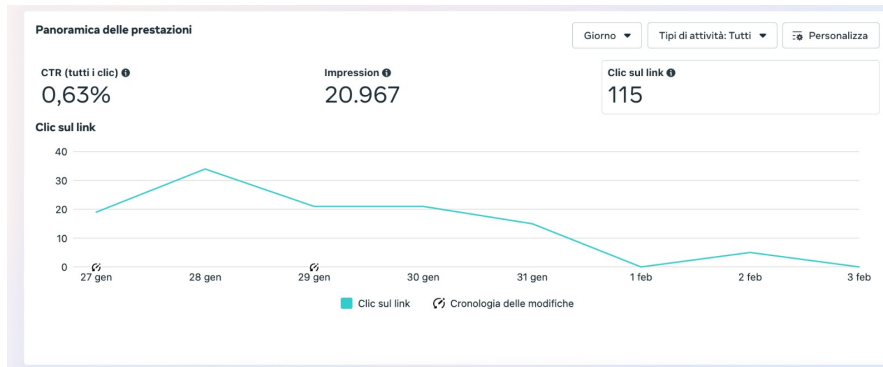 Panoramica delle prestazioni
Giorno
Tipi di attività: Tutti
Personalizza
CTR (tutti i clic)
0,63%
Impression
20.967
Clic sul link
115
Clic sul link
40
30
20
10
0
27 gen 28 gen 29 gen 30 gen 31 gen 1 feb 2 feb 3 feb
Clic sul link Cronologia delle modifiche